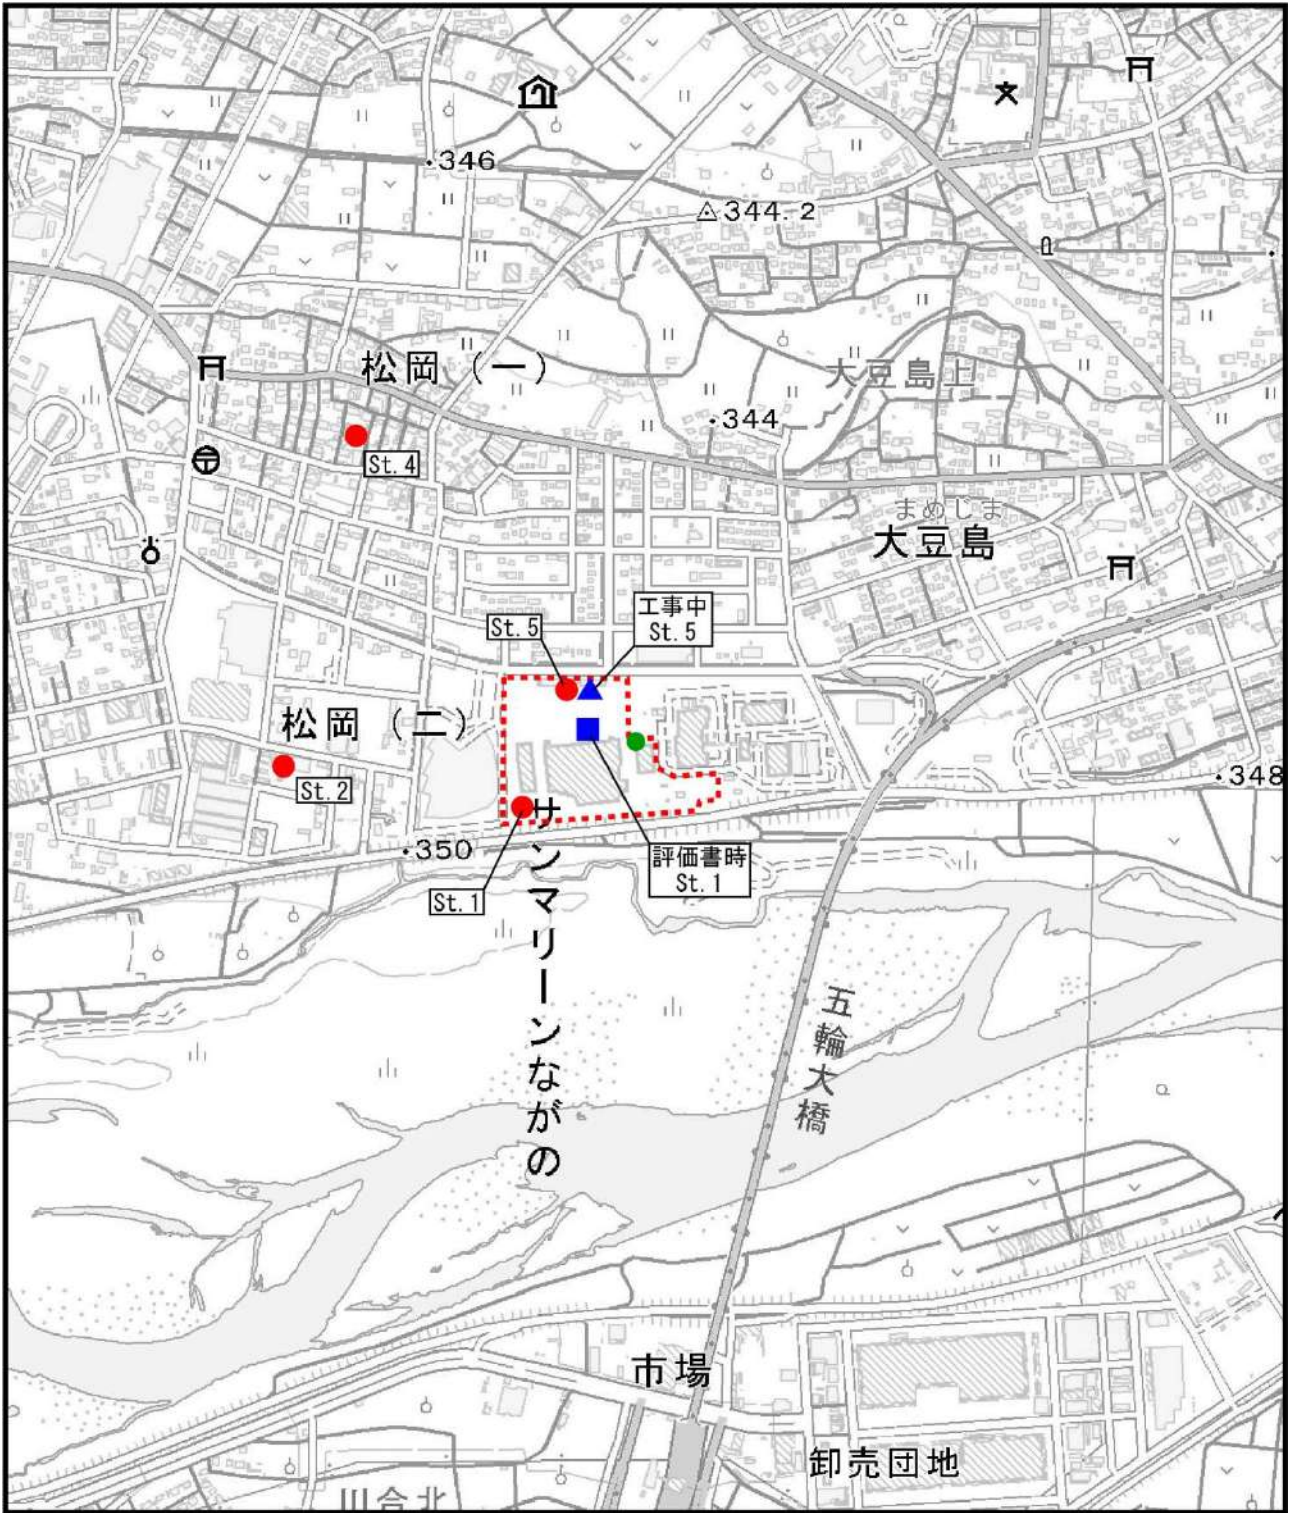 346
344.2
松岡（一）
大豆島上
344
St.4
まめじま
大豆島
工事中
St.5
St.5
松岡（二）
St.2
348
350
評価書時
St.1
St.1
サンマリーンながの
五輪大橋
市場
卸売団地
川合北